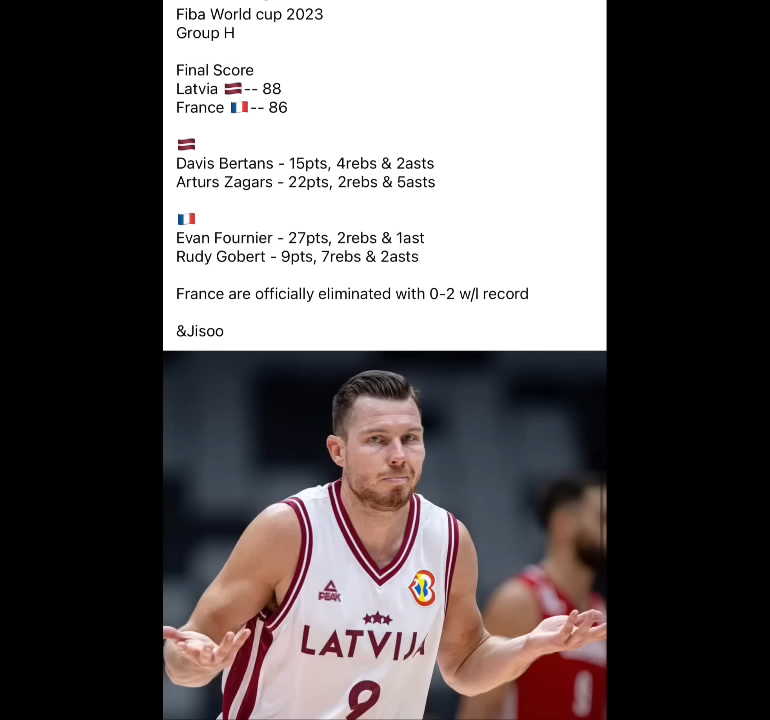 Fiba World cup 2023
Group H
Final Score
Latvia 🇱🇻-- 88
France 🇫🇷-- 86
🇱🇻
Davis Bertans - 15pts, 4rebs & 2asts
Arturs Zagars - 22pts, 2rebs & 5asts
🇫🇷
Evan Fournier - 27pts, 2rebs & 1ast
Rudy Gobert - 9pts, 7rebs & 2asts
France are officially eliminated with 0-2 w/l record
&Jisoo
PEAK
LATVIJA
9